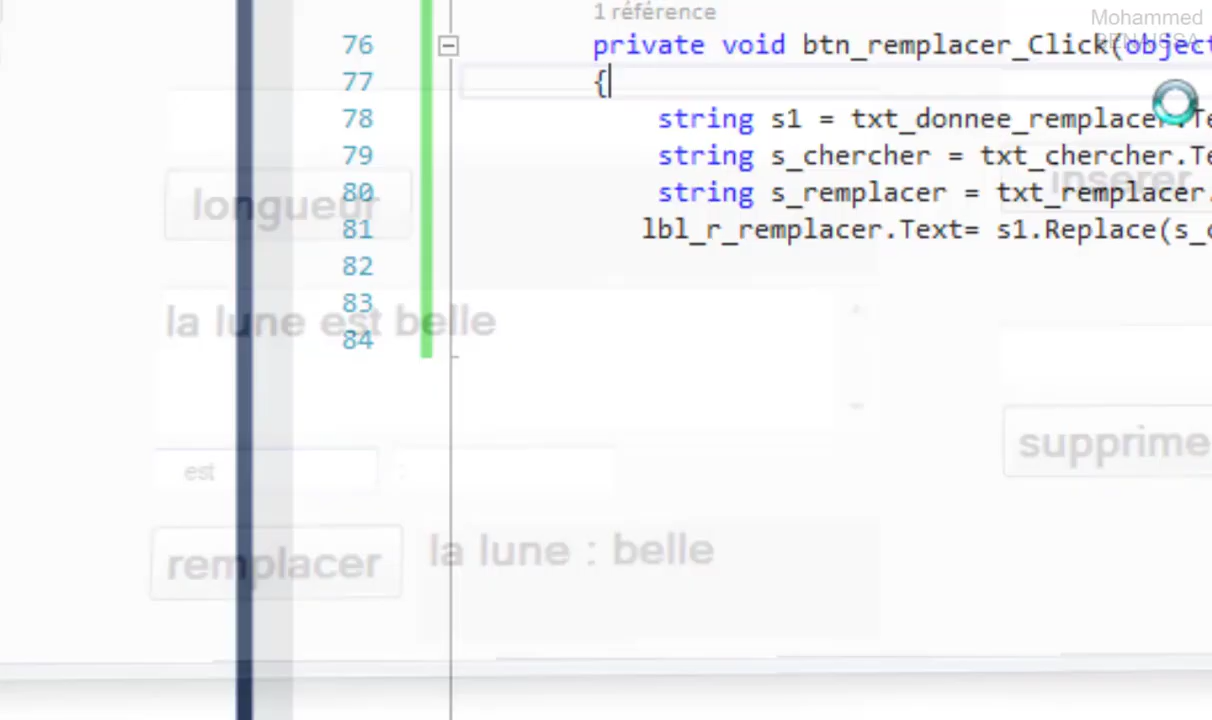 Mohammed
1 référence
76 private void btn_remplacer_Click(object
77 {
78 string s1 = txt_donnee_remplacer.Te
79 string s_chercher = txt_chercher.Te
80 string s_remplacer = txt_remplacer.
81 lbl_r_remplacer.Text= s1.Replace(s_c
82
83
84
longueur
inserer
la lune est belle
supprime
est
:
remplacer
la lune : belle